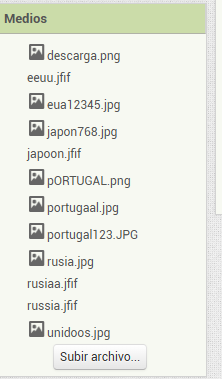 Medios
descarga.png
eeuu.jfif
eua12345.jpg
japon768.jpg
japoon.jfif
pORTUGAL.png
portugaal.jpg
portugal123.JPG
rusia.jpg
rusiaa.jfif
russia.jfif
unidoos.jpg
Subir archivo...